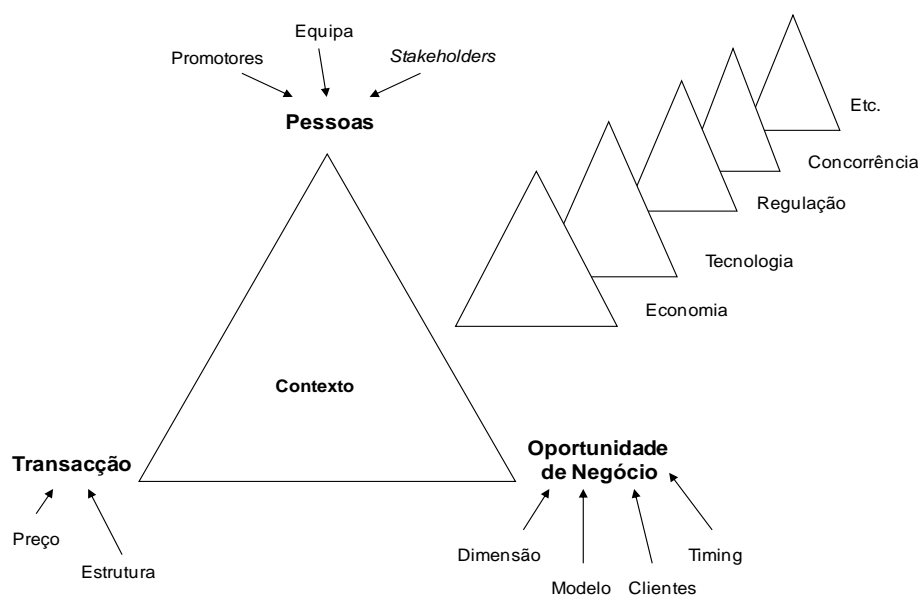 Equipa
Promotores
Stakeholders
Pessoas
Etc.
Concorrência
Regulação
Tecnologia
Economia
Contexto
Transacção
Oportunidade
de Negócio
Preço
Estrutura
Dimensão
Timing
Modelo
Clientes